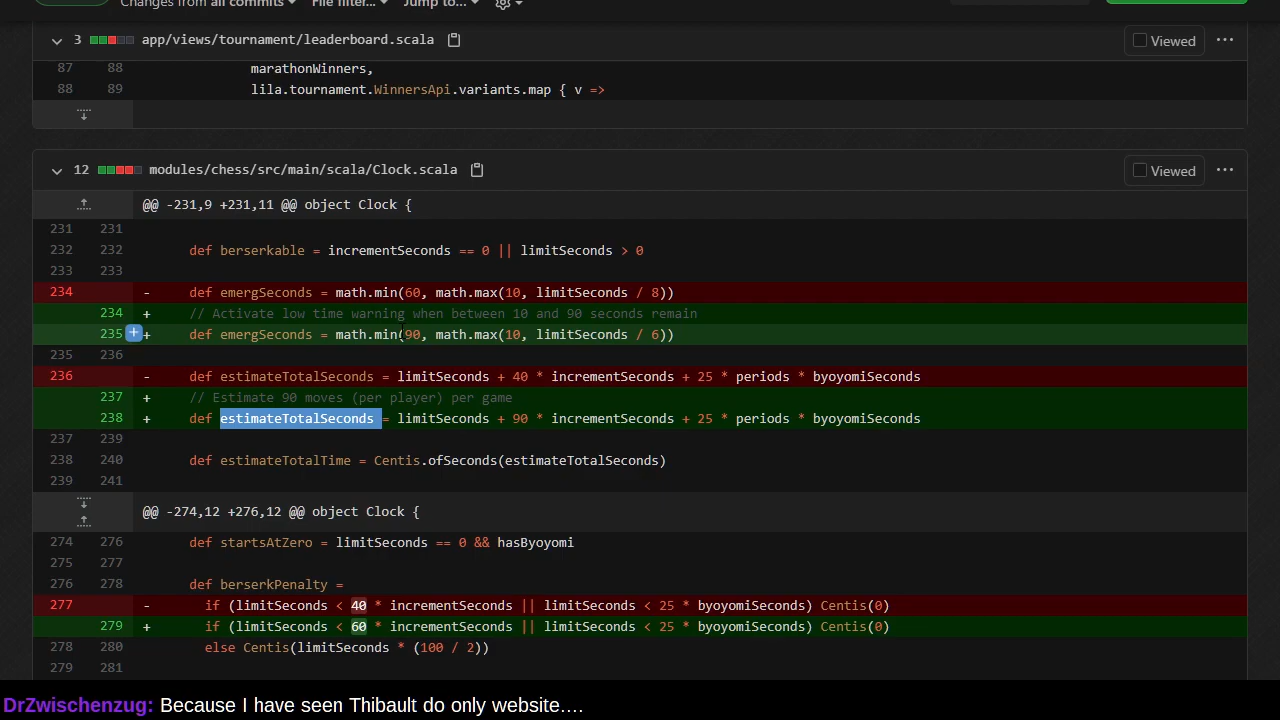 Changes from all commits File filter... Jump to...
3 app/views/tournament/leaderboard.scala Viewed ...
87 88 marathonWinners,
88 89 lila.tournament.WinnersApi.variants.map { v =>
12 modules/chess/src/main/scala/Clock.scala Viewed ...
@@ -231,9 +231,11 @@ object Clock {
231 231
232 232 def berserkable = incrementSeconds == 0 || limitSeconds > 0
233 233
234 - def emergSeconds = math.min(60, math.max(10, limitSeconds / 8))
234 + // Activate low time warning when between 10 and 90 seconds remain
235 + def emergSeconds = math.min(90, math.max(10, limitSeconds / 6))
235 236
236 - def estimateTotalSeconds = limitSeconds + 40 * incrementSeconds + 25 * periods * byoyomiSeconds
237 + // Estimate 90 moves (per player) per game
238 + def estimateTotalSeconds = limitSeconds + 90 * incrementSeconds + 25 * periods * byoyomiSeconds
237 239
238 240 def estimateTotalTime = Centis.ofSeconds(estimateTotalSeconds)
239 241
@@ -274,12 +276,12 @@ object Clock {
274 276 def startsAtZero = limitSeconds == 0 && hasByoyomi
275 277
276 278 def berserkPenalty =
277 - if (limitSeconds < 40 * incrementSeconds || limitSeconds < 25 * byoyomiSeconds) Centis(0)
279 + if (limitSeconds < 60 * incrementSeconds || limitSeconds < 25 * byoyomiSeconds) Centis(0)
278 280 else Centis(limitSeconds * (100 / 2))
279 281
DrZwischenzug: Because I have seen Thibault do only website....